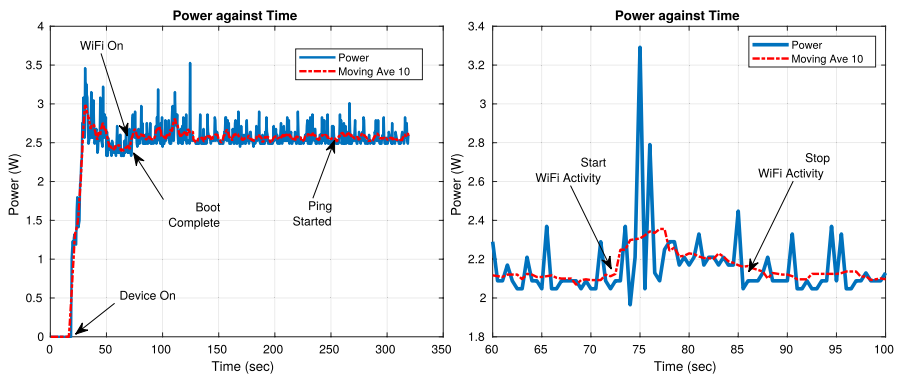 Power against Time
Power (W)
4
3.5
3
2.5
2
1.5
1
0.5
0
WiFi On
Power
Moving Ave 10
Boot
Complete
Ping
Started
Device On
0 50 100 150 200 250 300 350
Time (sec)
Power against Time
Power (W)
3.4
3.2
3
2.8
2.6
2.4
2.2
2
1.8
Power
Moving Ave 10
Start
WiFi Activity
Stop
WiFi Activity
60 65 70 75 80 85 90 95 100
Time (sec)